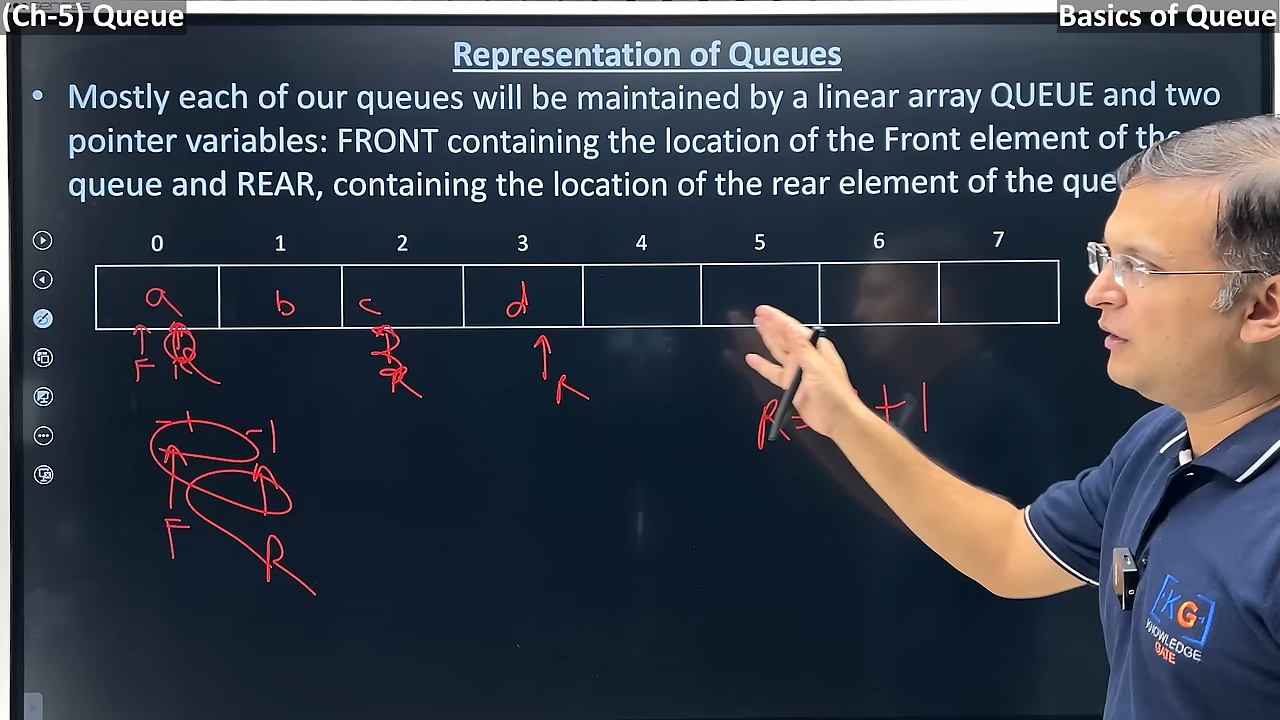 (Ch-5) Queue
Basics of Queue
Representation of Queues
• Mostly each of our queues will be maintained by a linear array QUEUE and two
pointer variables: FRONT containing the location of the Front element of the
queue and REAR, containing the location of the rear element of the que
0 1 2 3 4 5 6 7
a b c d
F R R R
R= +1
-1 -1
F R
KG
KNOWLEDGE
GATE